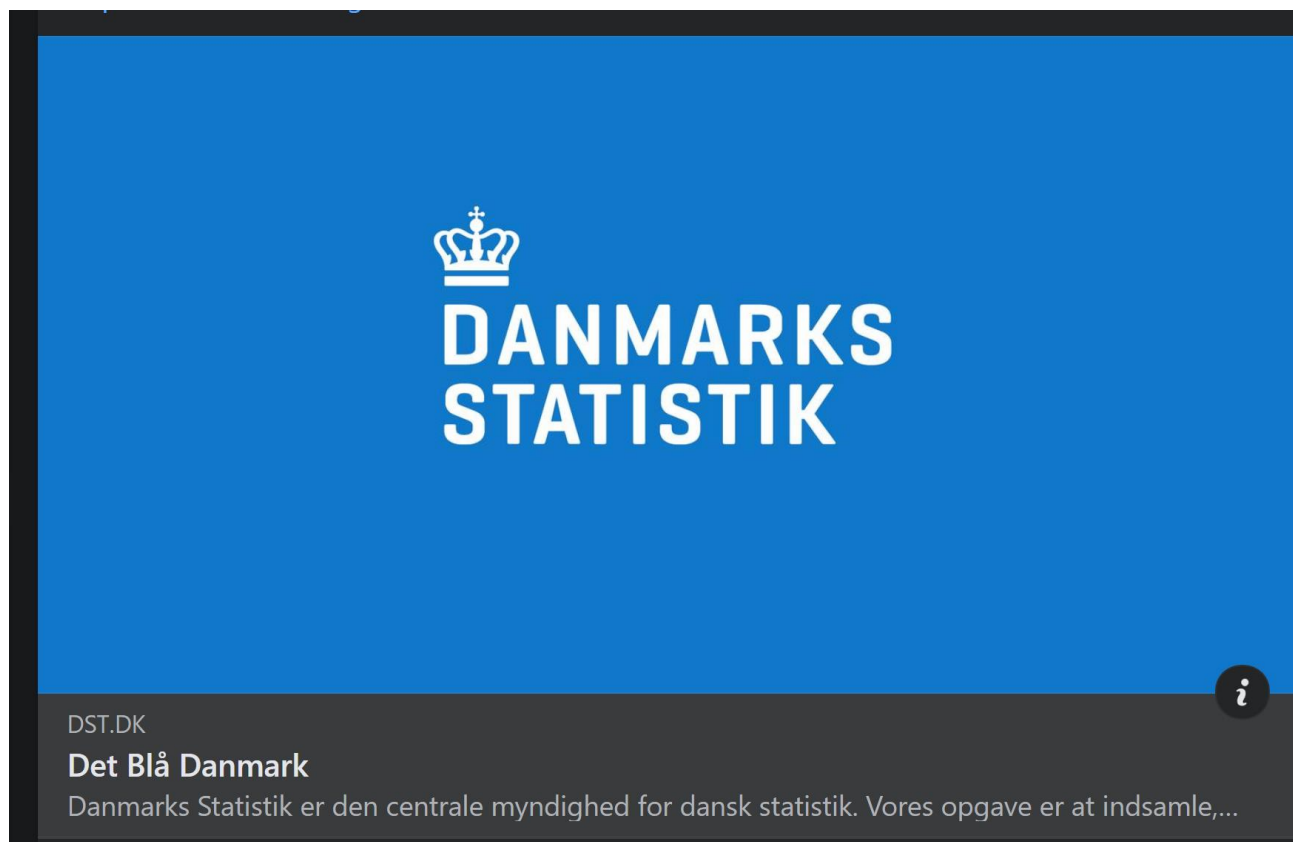 DANMARKS
STATISTIK
DST.DK
Det Blå Danmark
Danmarks Statistik er den centrale myndighed for dansk statistik. Vores opgave er at indsamle,...